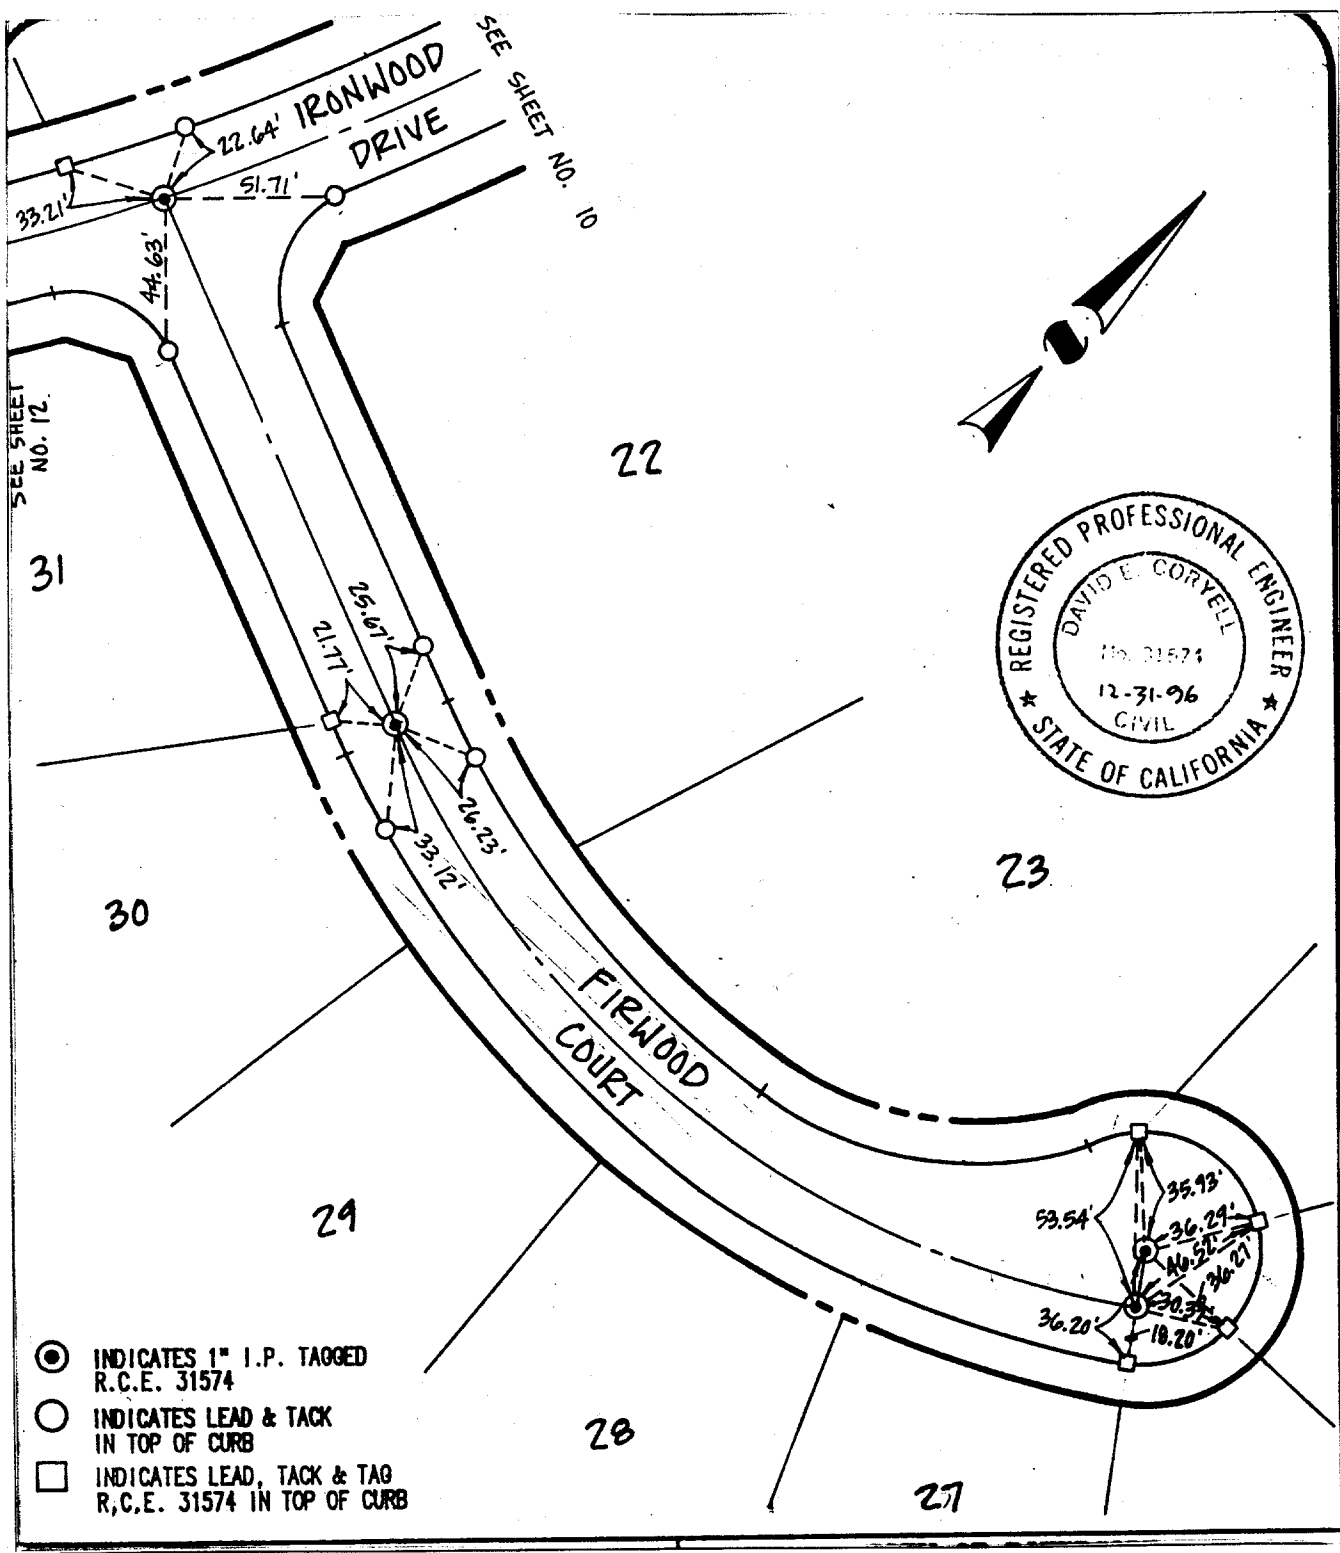 SEE SHEET NO. 10
IRONWOOD
DRIVE
22.64'
51.71'
33.21'
44.63'
SEE SHEET
NO. 12.
22
31
REGISTERED PROFESSIONAL ENGINEER
DAVID E. CORYELL
No. 31574
12-31-96
CIVIL
★ STATE OF CALIFORNIA ★
25.67'
21.77'
26.23'
33.12'
23
30
FIRWOOD
COURT
29
35.93'
53.54'
36.29'
46.52'
36.27'
36.20'
18.20'
INDICATES 1" I.P. TAGGED
R.C.E. 31574
INDICATES LEAD & TACK
IN TOP OF CURB
INDICATES LEAD, TACK & TAG
R.C.E. 31574 IN TOP OF CURB
28
27